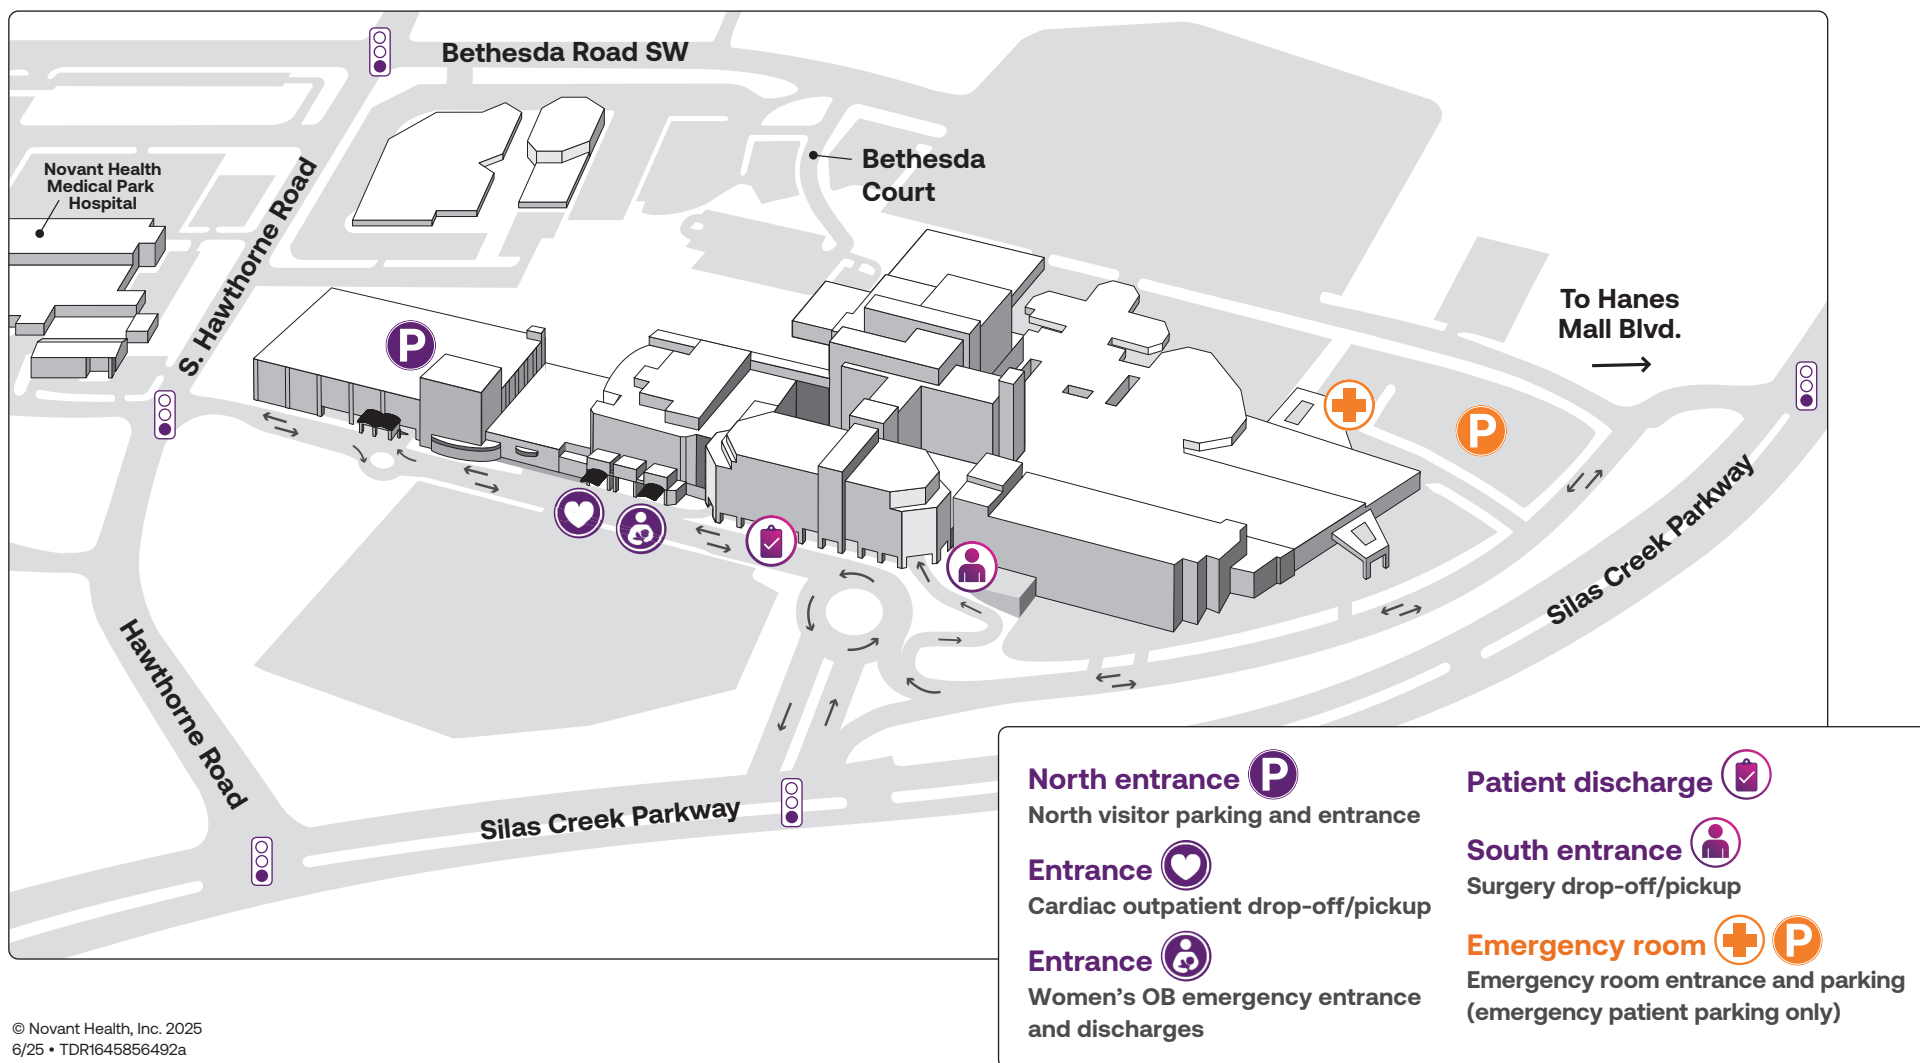 Bethesda Road SW
Novant Health
Medical Park
Hospital
S. Hawthorne Road
Bethesda
Court
To Hanes
Mall Blvd.
P
P
Silas Creek Parkway
Hawthorne Road
Silas Creek Parkway
North entrance P
North visitor parking and entrance
Entrance
Cardiac outpatient drop-off/pickup
Entrance
Women's OB emergency entrance
and discharges
Patient discharge
South entrance
Surgery drop-off/pickup
Emergency room P
Emergency room entrance and parking
(emergency patient parking only)
© Novant Health, Inc. 2025
6/25 • TDR1645856492a